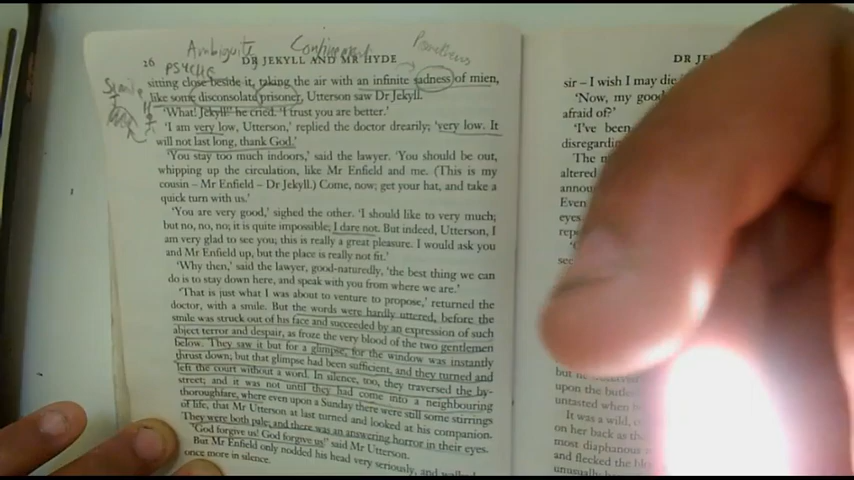 Ambiguity Confinement Prometheus
26 DR JEKYLL AND MR HYDE
PSYCHE
sitting close beside it, taking the air with an infinite sadness of mien,
like some disconsolate prisoner, Utterson saw Dr Jekyll.
'What! Jekyll!' he cried. 'I trust you are better.'
'I am very low, Utterson,' replied the doctor drearily, 'very low. It
will not last long, thank God.'
'You stay too much indoors,' said the lawyer. 'You should be out,
whipping up the circulation, like Mr Enfield and me. (This is my
cousin – Mr Enfield – Dr Jekyll.) Come, now; get your hat, and take a
quick turn with us.'
'You are very good,' sighed the other. 'I should like to very much;
but no, no, no; it is quite impossible; I dare not. But indeed, Utterson, I
am very glad to see you; this is really a great pleasure. I would ask you
and Mr Enfield up, but the place is really not fit.'
'Why then,' said the lawyer, good-naturedly, 'the best thing we can
do is to stay down here, and speak with you from where we are.'
'That is just what I was about to venture to propose,' returned the
doctor, with a smile. But the words were hardly uttered, before the
smile was struck out of his face and succeeded by an expression of such
abject terror and despair, as froze the very blood of the two gentlemen
below. They saw it but for a glimpse, for the window was instantly
thrust down; but that glimpse had been sufficient, and they turned and
left the court without a word. In silence, too, they traversed the by-
street; and it was not until they had come into a neighbouring
thoroughfare, where even upon a Sunday there were still some stirrings
of life, that Mr Utterson at last turned and looked at his companion.
They were both pale; and there was an answering horror in their eyes.
'God forgive us! God forgive us!' said Mr Utterson.
But Mr Enfield only nodded his head very seriously, and
once more in silence.
DR
sir – I wish I may die
'Now, my good
afraid of?'
'I've been
disregarding
The
altered
Even
eyes
upon the
untasted when
It was a wild,
on her back as
most diaphanous
and flecked the